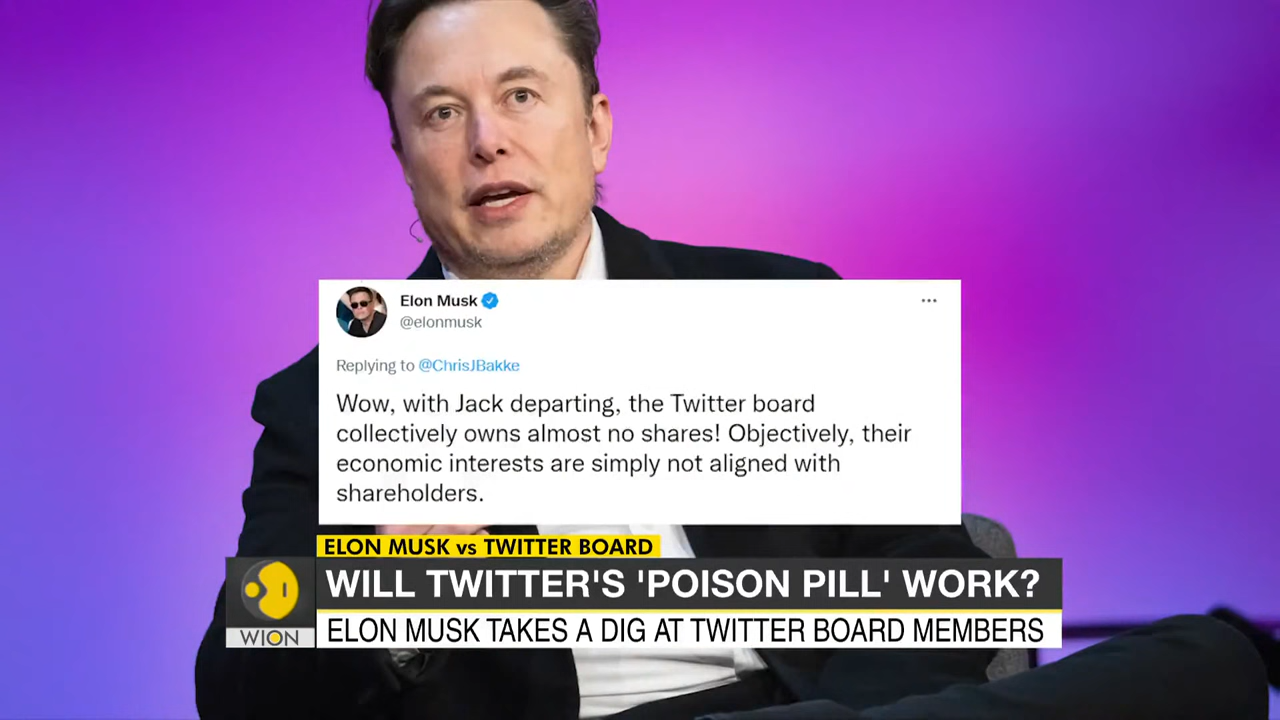 Elon Musk
@elonmusk
Replying to @ChrisJBakke
Wow, with Jack departing, the Twitter board
collectively owns almost no shares! Objectively, their
economic interests are simply not aligned with
shareholders.
ELON MUSK vs TWITTER BOARD
WILL TWITTER'S 'POISON PILL' WORK?
WION
ELON MUSK TAKES A DIG AT TWITTER BOARD MEMBERS